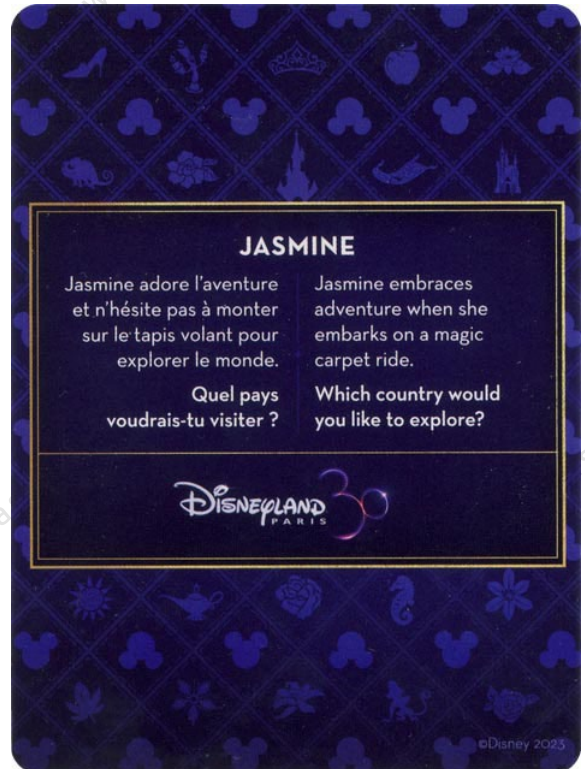 JASMINE
Jasmine adore l'aventure
et n'hésite pas à monter
sur le tapis volant pour
explorer le monde.
Quel pays
voudrais-tu visiter ?
Jasmine embraces
adventure when she
embarks on a magic
carpet ride.
Which country would
you like to explore?
DISNEYLAND 30
PARIS
©Disney 2023